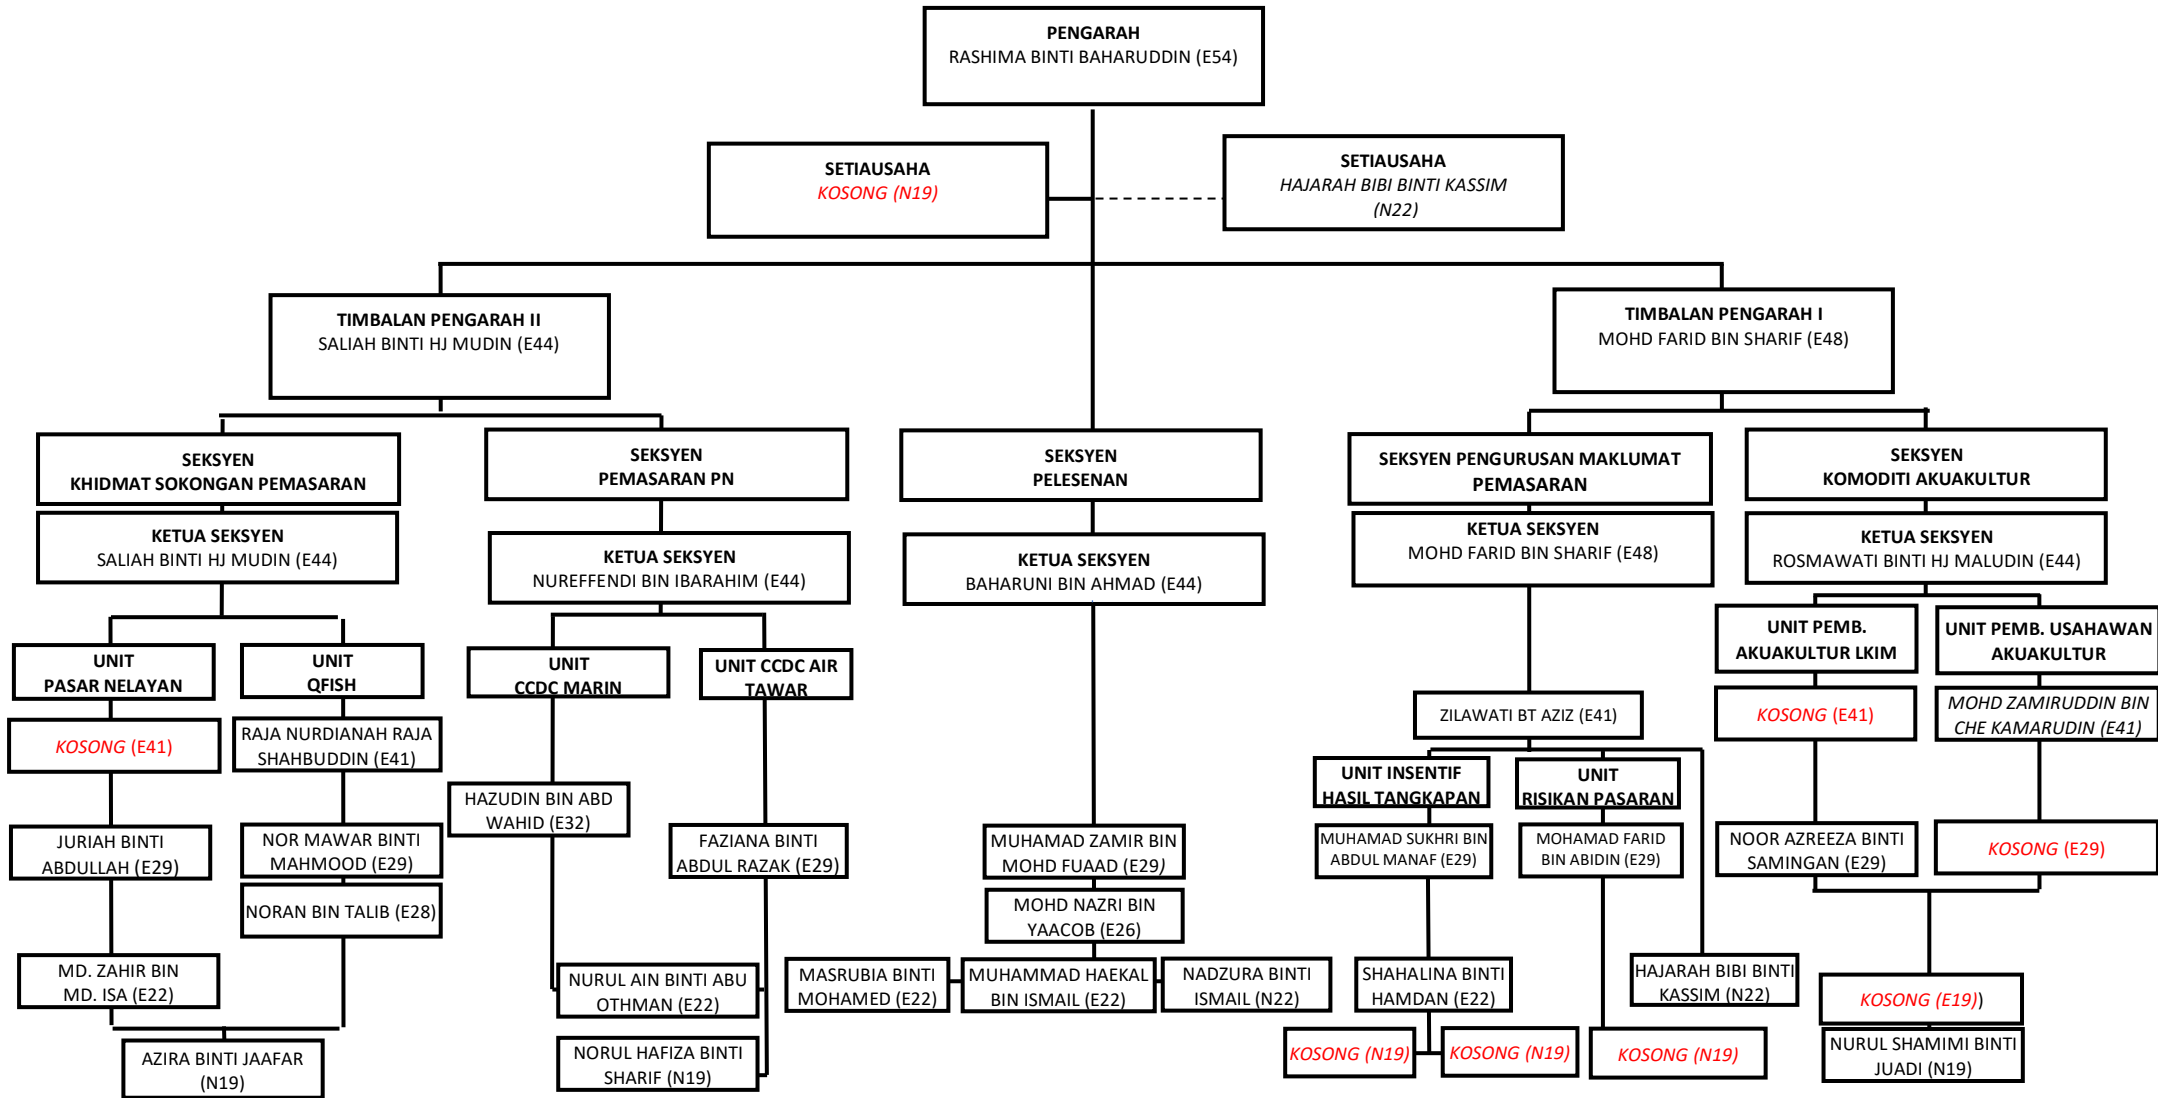 PENGARAH
RASHIMA BINTI BAHARUDDIN (E54)
SETIAUSAHA
KOSONG (N19)
SETIAUSAHA
HAJARAH BIBI BINTI KASSIM
(N22)
TIMBALAN PENGARAH II
SALIAH BINTI HJ MUDIN (E44)
TIMBALAN PENGARAH I
MOHD FARID BIN SHARIF (E48)
SEKSYEN
KHIDMAT SOKONGAN PEMASARAN
KETUA SEKSYEN
SALIAH BINTI HJ MUDIN (E44)
SEKSYEN
PEMASARAN PN
KETUA SEKSYEN
NUREFFENDI BIN IBARAHIM (E44)
SEKSYEN
PELESENAN
KETUA SEKSYEN
BAHARUNI BIN AHMAD (E44)
SEKSYEN PENGURUSAN MAKLUMAT
PEMASARAN
KETUA SEKSYEN
MOHD FARID BIN SHARIF (E48)
SEKSYEN
KOMODITI AKUAKULTUR
KETUA SEKSYEN
ROSMAWATI BINTI HJ MALUDIN (E44)
UNIT
PASAR NELAYAN
KOSONG (E41)
JURIAH BINTI
ABDULLAH (E29)
MD. ZAHIR BIN
MD. ISA (E22)
UNIT
QFISH
RAJA NURDIANAH RAJA
SHAHBUDDIN (E41)
NOR MAWAR BINTI
MAHMOOD (E29)
NORAN BIN TALIB (E28)
AZIRA BINTI JAAFAR
(N19)
UNIT
CCDC MARIN
HAZUDIN BIN ABD
WAHID (E32)
UNIT CCDC AIR
TAWAR
FAZIANA BINTI
ABDUL RAZAK (E29)
NURUL AIN BINTI ABU
OTHMAN (E22)
NORUL HAFIZA BINTI
SHARIF (N19)
MUHAMAD ZAMIR BIN
MOHD FUAAD (E29)
MOHD NAZRI BIN
YAACOB (E26)
MASRUBIA BINTI
MOHAMED (E22)
MUHAMMAD HAEKAL
BIN ISMAIL (E22)
NADZURA BINTI
ISMAIL (N22)
ZILAWATI BT AZIZ (E41)
UNIT INSENTIF
HASIL TANGKAPAN
MUHAMAD SUKHRI BIN
ABDUL MANAF (E29)
SHAHALINA BINTI
HAMDAN (E22)
KOSONG (N19)
KOSONG (N19)
UNIT
RISIKAN PASARAN
MOHAMAD FARID
BIN ABIDIN (E29)
KOSONG (N19)
HAJARAH BIBI BINTI
KASSIM (N22)
UNIT PEMB.
AKUAKULTUR LKIM
KOSONG (E41)
NOOR AZREEZA BINTI
SAMINGAN (E29)
UNIT PEMB. USAHAWAN
AKUAKULTUR
MOHD ZAMIRUDDIN BIN
CHE KAMARUDIN (E41)
KOSONG (E29)
KOSONG (E19))
NURUL SHAMIMI BINTI
JUADI (N19)